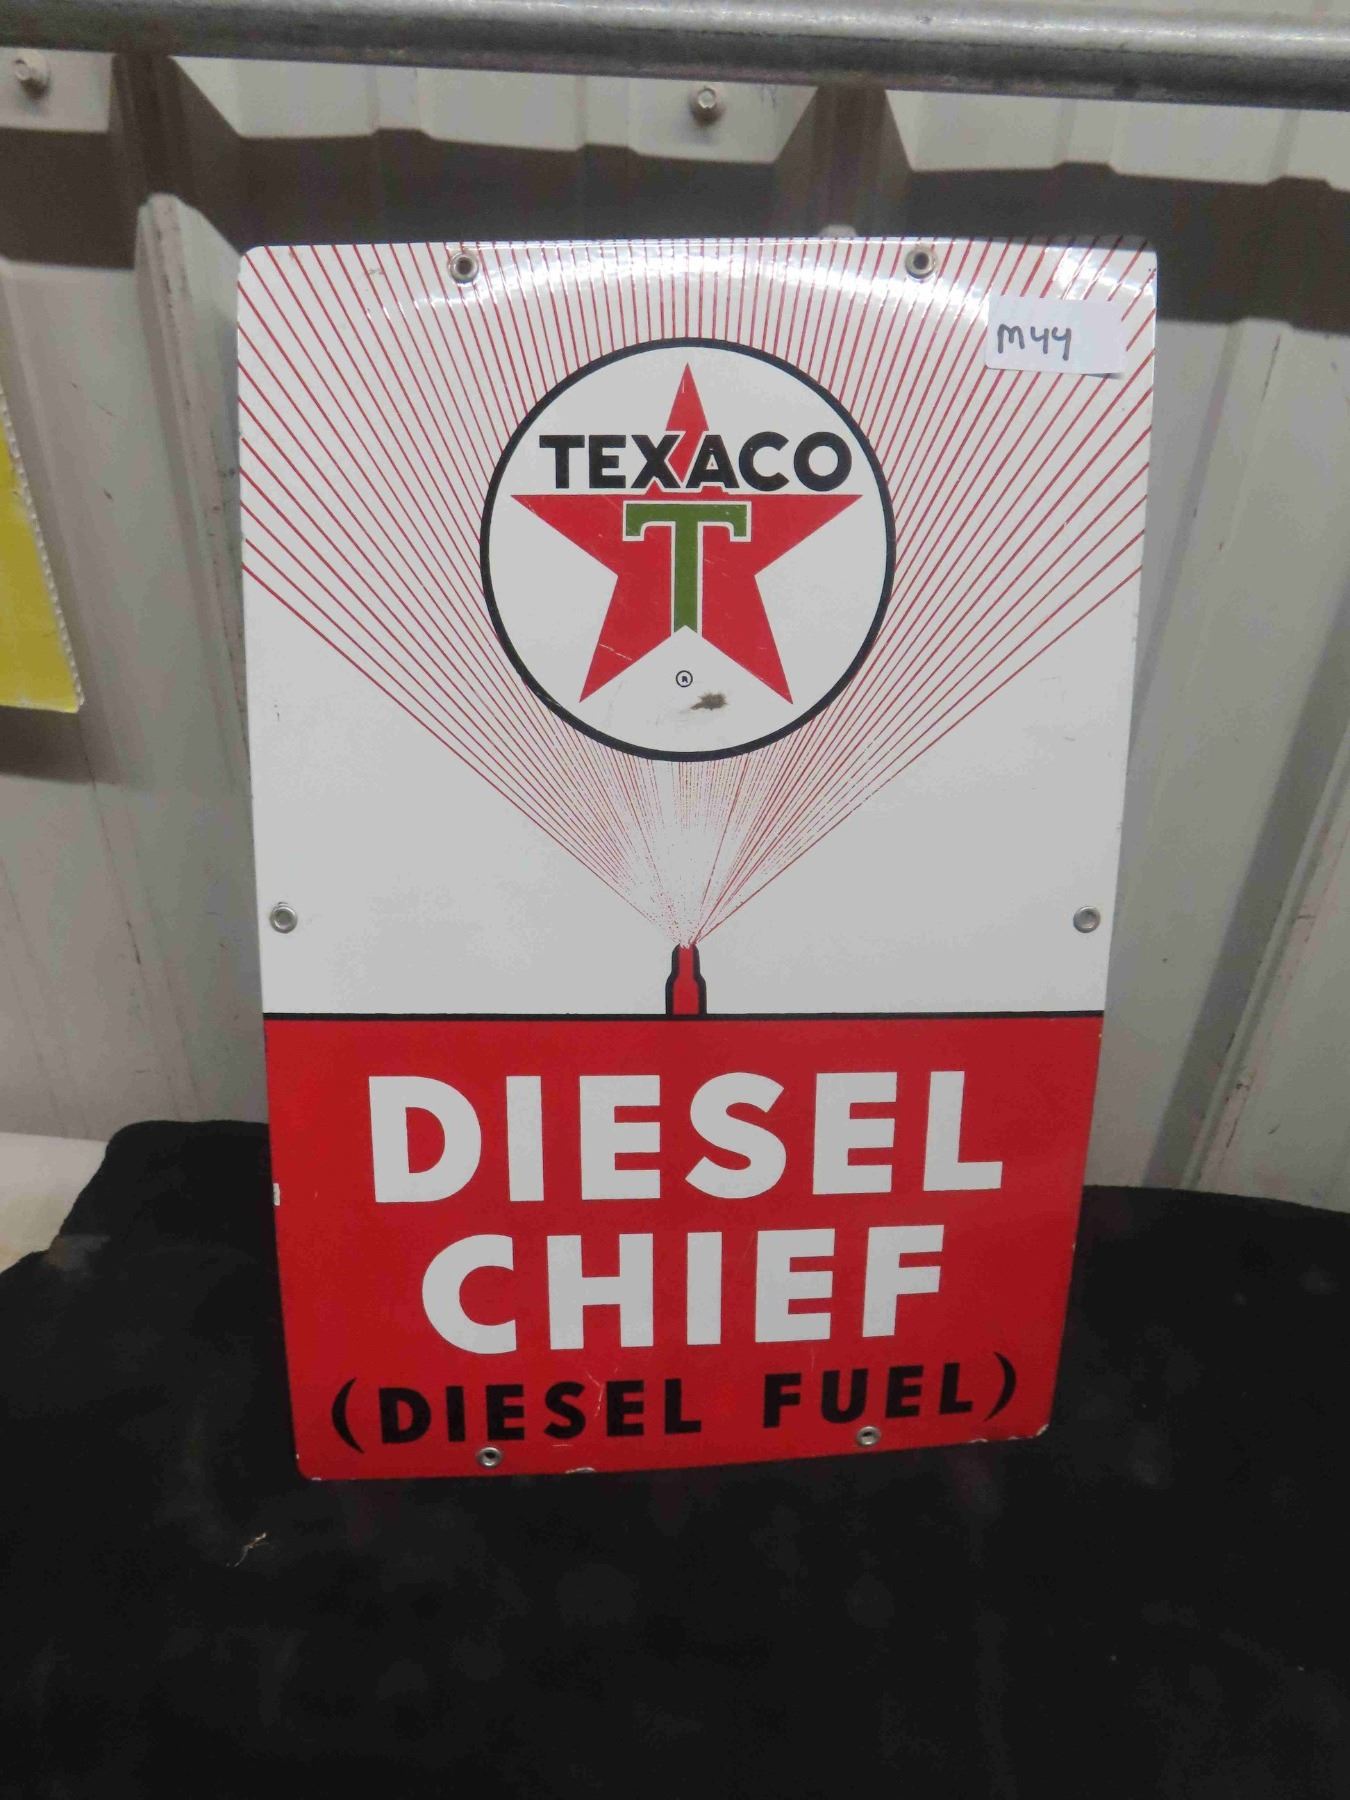 M44
TEXACO
T
®
DIESEL
CHIEF
(DIESEL FUEL)